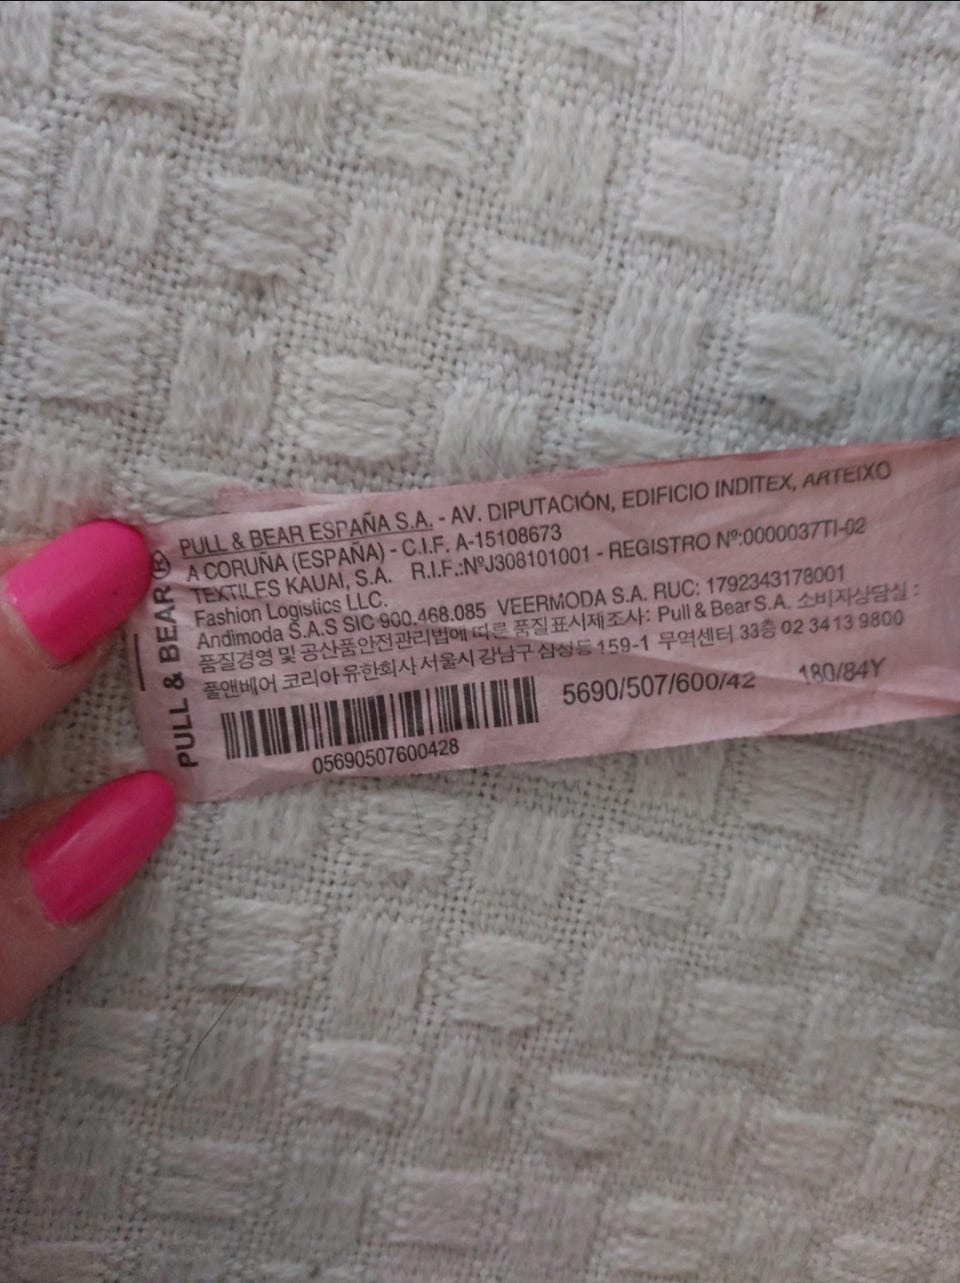 PULL & BEAR ®
PULL & BEAR ESPAÑA S.A. - AV. DIPUTACIÓN, EDIFICIO INDITEX, ARTEIXO
A CORUÑA (ESPAÑA) - C.I.F. A-15108673
TEXTILES KAUAI, S.A. R.I.F.:NºJ308101001 - REGISTRO Nº:0000037TI-02
Fashion Logistics LLC.
Andimoda S.A.S SIC 900.468.085 VEERMODA S.A. RUC: 1792343178001
품질경영 및 공산품안전관리법에 따른 품질표시제조사: Pull & Bear S.A. 소비자상담실 :
풀앤베어 코리아 유한회사 서울시 강남구 삼성동 159-1 무역센터 33층 02 3413 9800
5690/507/600/42 180/84Y
05690507600428